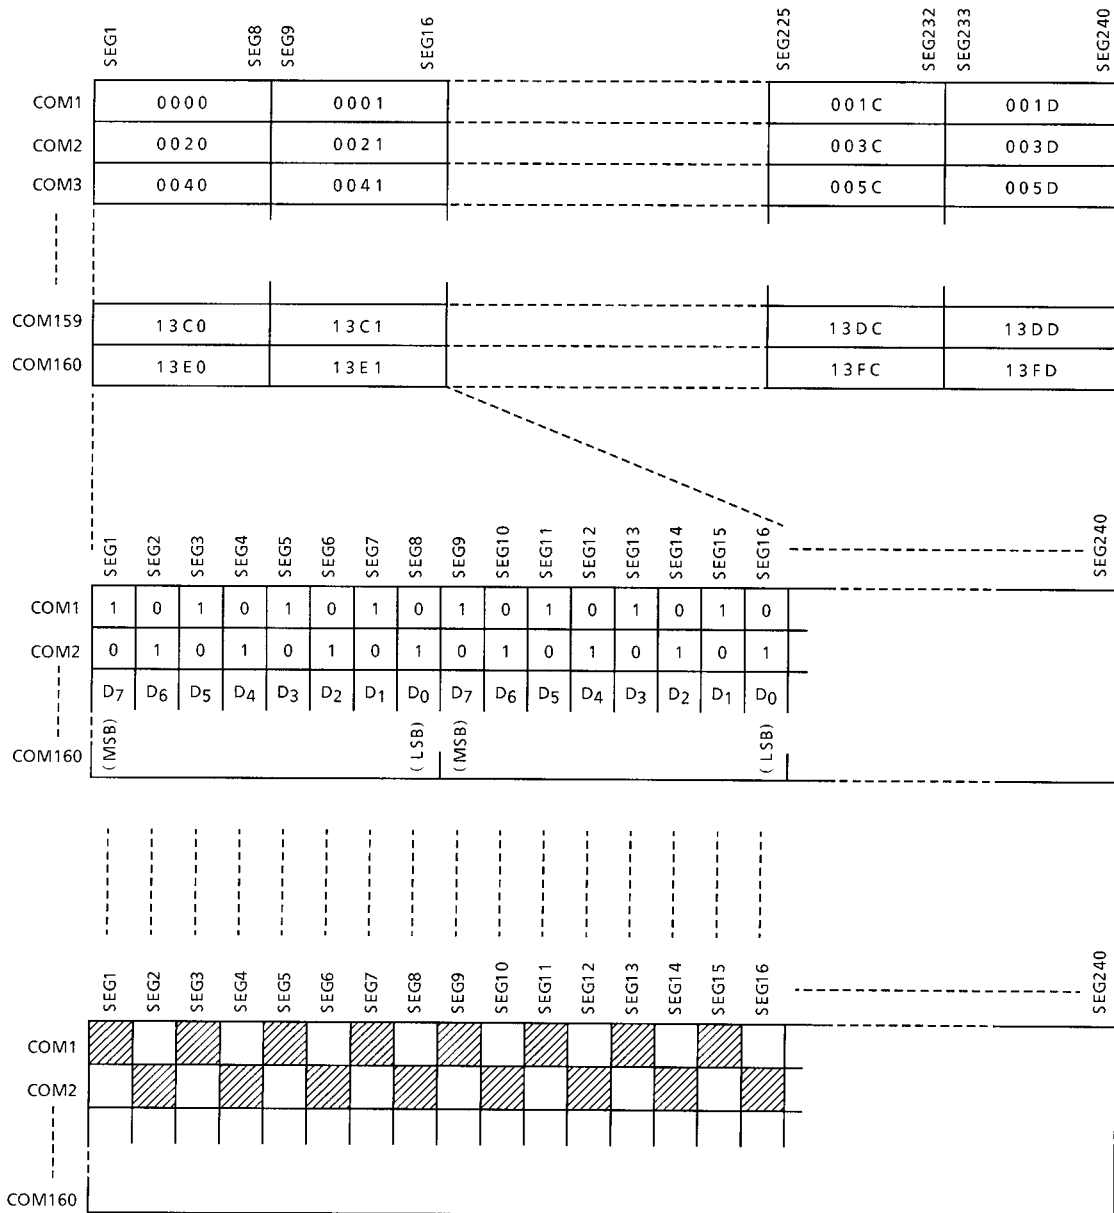 SEG1 SEG8 SEG9 SEG16 SEG225 SEG232 SEG233 SEG240
COM1 0000 0001 001C 001D
COM2 0020 0021 003C 003D
COM3 0040 0041 005C 005D
COM159 13C0 13C1 13DC 13DD
COM160 13E0 13E1 13FC 13FD
SEG1 SEG2 SEG3 SEG4 SEG5 SEG6 SEG7 SEG8 SEG9 SEG10 SEG11 SEG12 SEG13 SEG14 SEG15 SEG16 SEG240
COM1 1 0 1 0 1 0 1 0 1 0 1 0 1 0 1 0
COM2 0 1 0 1 0 1 0 1 0 1 0 1 0 1 0 1
D7 D6 D5 D4 D3 D2 D1 D0 D7 D6 D5 D4 D3 D2 D1 D0
COM160 (MSB) (LSB) (MSB) (LSB)
SEG1 SEG2 SEG3 SEG4 SEG5 SEG6 SEG7 SEG8 SEG9 SEG10 SEG11 SEG12 SEG13 SEG14 SEG15 SEG16 SEG240
COM1
COM2
COM160